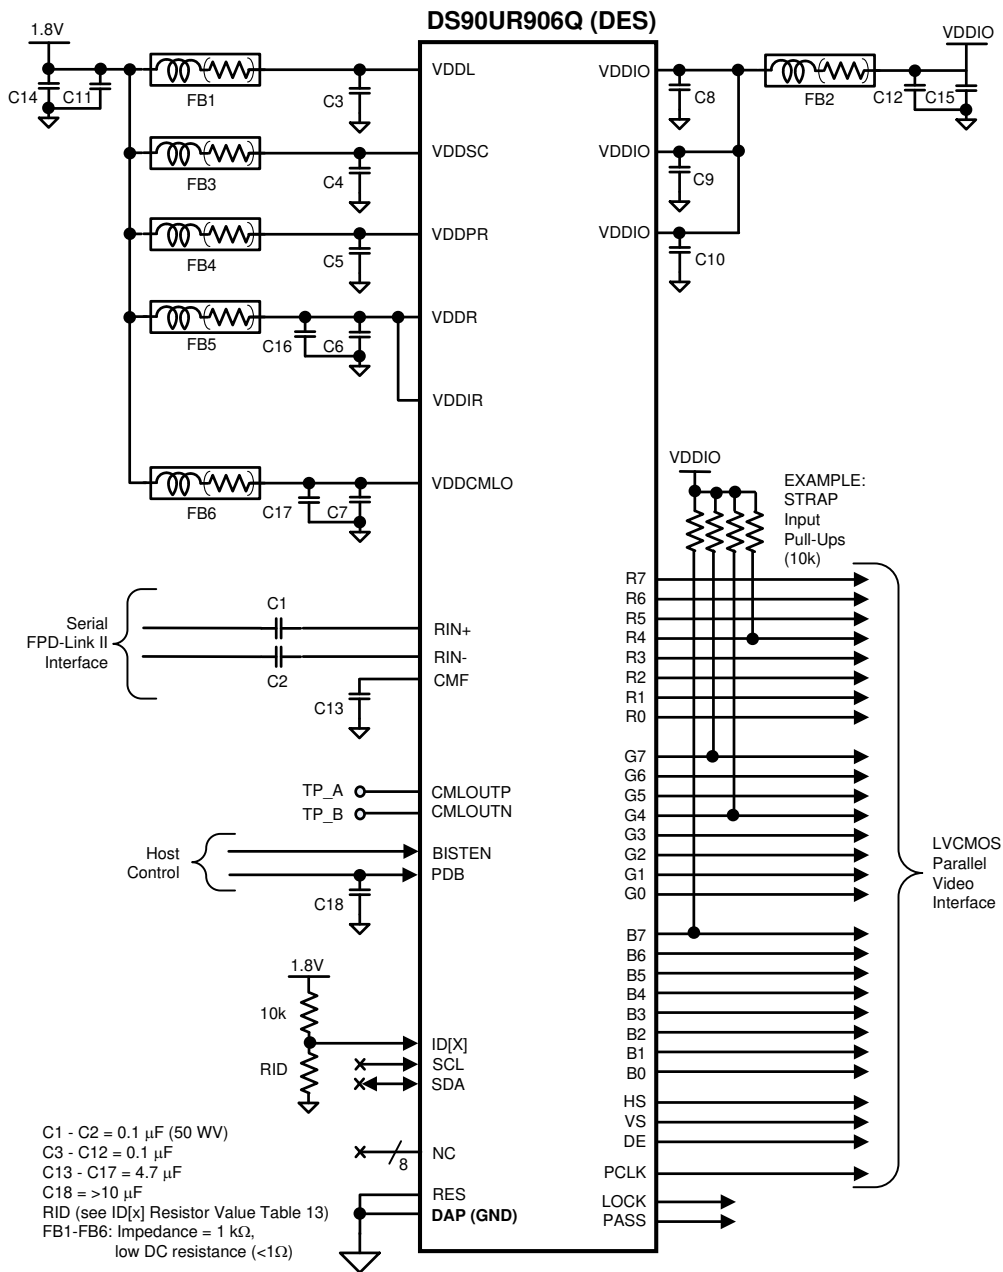 DS90UR906Q (DES)
1.8V
VDDIO
C14
C11
FB1
C3
VDDL
VDDIO
C8
FB2
C12
C15
FB3
C4
VDDSC
VDDIO
C9
FB4
C5
VDDPR
VDDIO
C10
FB5
C16
C6
VDDR
VDDIR
FB6
C17
C7
VDDCMLO
VDDIO
EXAMPLE:
STRAP
Input
Pull-Ups
(10k)
Serial
FPD-Link II
Interface
C1
C2
RIN+
RIN-
CMF
C13
R7
R6
R5
R4
R3
R2
R1
R0
G7
G6
G5
G4
G3
G2
G1
G0
TP_A
TP_B
CMLOUTP
CMLOUTN
Host
Control
BISTEN
PDB
C18
LVCMOS
Parallel
Video
Interface
B7
B6
B5
B4
B3
B2
B1
B0
1.8V
10k
RID
ID[X]
SCL
SDA
HS
VS
DE
8
NC
PCLK
RES
DAP (GND)
LOCK
PASS
C1 - C2 = 0.1 μF (50 WV)
C3 - C12 = 0.1 μF
C13 - C17 = 4.7 μF
C18 = >10 μF
RID (see ID[x] Resistor Value Table 13)
FB1-FB6: Impedance = 1 kΩ,
low DC resistance (<1Ω)